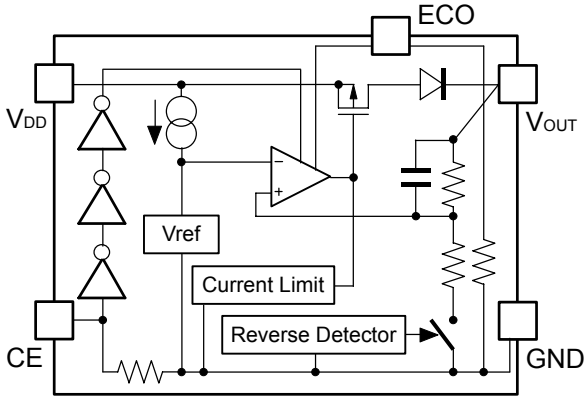 ECO
VDD
VOUT
−
+
Vref
Current Limit
Reverse Detector
CE
GND